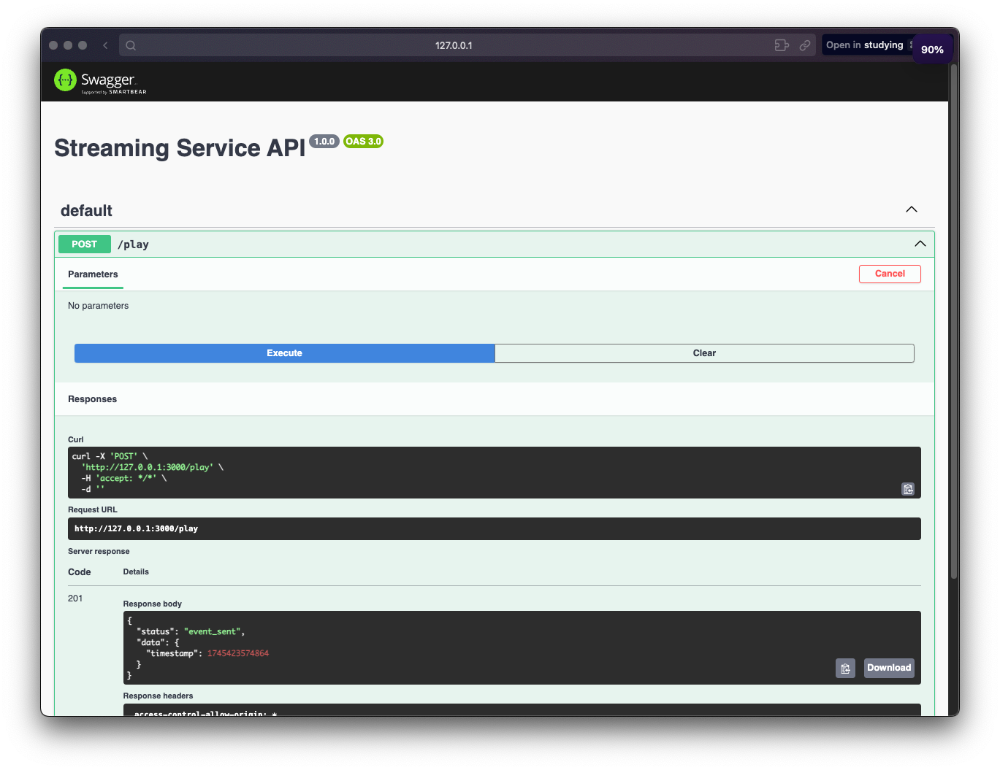 127.0.0.1
Open in studying
90%
{···} Swagger
Supported by SMARTBEAR
Streaming Service API 1.0.0 OAS 3.0
default
POST /play
Parameters
Cancel
No parameters
Execute
Clear
Responses
Curl
curl -X 'POST' \
  'http://127.0.0.1:3000/play' \
  -H 'accept: */*' \
  -d ''
Request URL
http://127.0.0.1:3000/play
Server response
Code Details
201
Response body
{
  "status": "event_sent",
  "data": {
    "timestamp": 1745423574864
  }
}
Download
Response headers
access-control-allow-origin: *